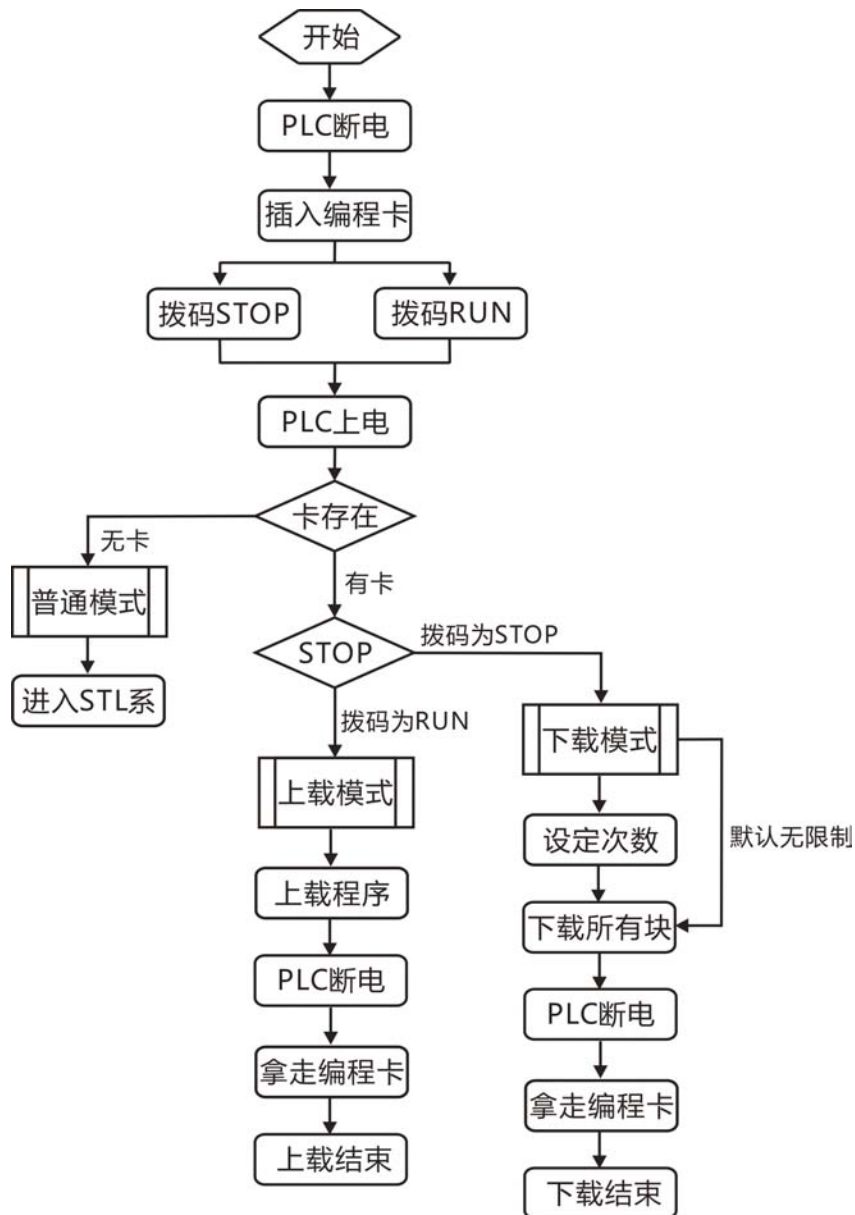 开始
PLC断电
插入编程卡
拨码STOP
拨码RUN
PLC上电
卡存在
无卡
有卡
普通模式
STOP
拨码为STOP
进入STL系
拨码为RUN
下载模式
上载模式
设定次数
默认无限制
上载程序
下载所有块
PLC断电
PLC断电
拿走编程卡
拿走编程卡
上载结束
下载结束